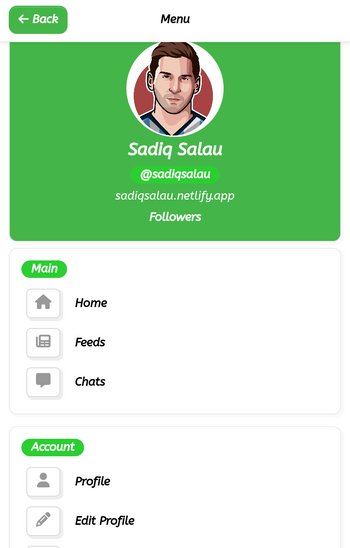 ← Back
Menu
Sadiq Salau
@sadiqsalau
sadiqsalau.netlify.app
Followers
Main
Home
Feeds
Chats
Account
Profile
Edit Profile